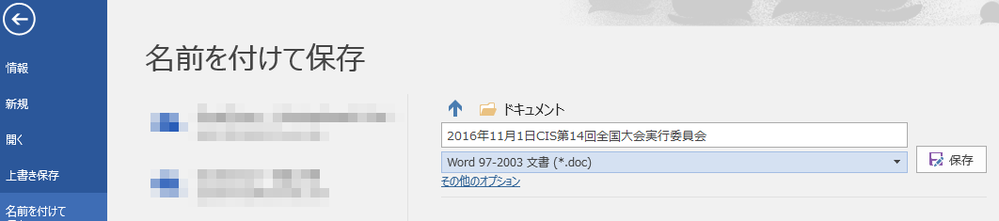 名前を付けて保存
情報
新規
開く
上書き保存
名前を付けて
ドキュメント
2016年11月1日CIS第14回全国大会実行委員会
Word 97-2003 文書 (*.doc)
保存
その他のオプション